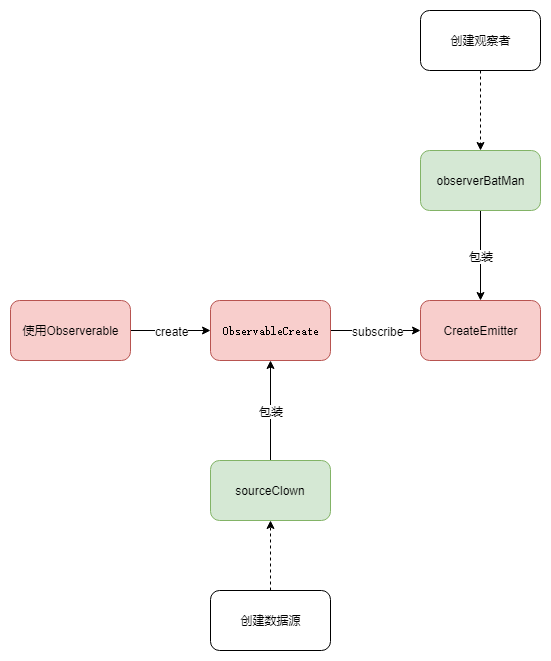 创建观察者
observerBatMan
包装
使用Observerable
create
ObservableCreate
subscribe
CreateEmitter
包装
sourceClown
创建数据源